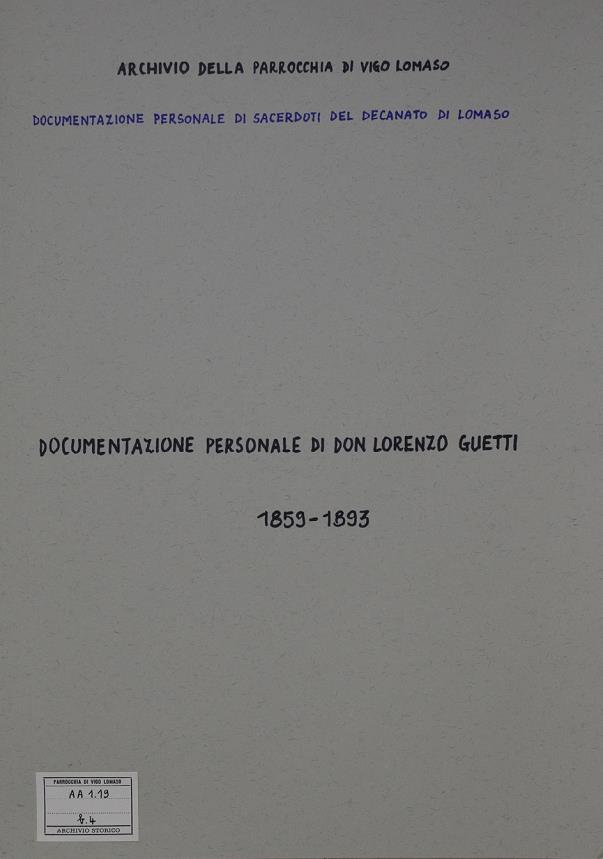 ARCHIVIO DELLA PARROCCHIA DI VIGO LOMASO
DOCUMENTAZIONE PERSONALE DI SACERDOTI DEL DECANATO DI LOMASO
DOCUMENTAZIONE PERSONALE DI DON LORENZO GUETTI
1859-1893
PARROCCHIA DI VIGO LOMASO
AA 1.19
b.4
ARCHIVIO STORICO